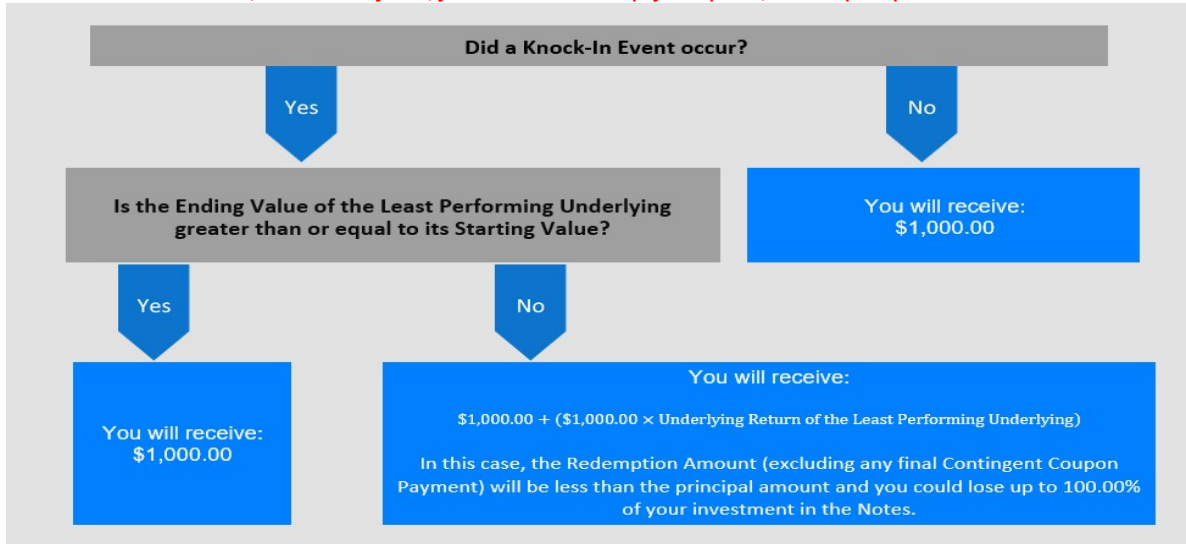 Did a Knock-In Event occur?
Yes
No
Is the Ending Value of the Least Performing Underlying
greater than or equal to its Starting Value?
You will receive:
$1,000.00
Yes
No
You will receive:
$1,000.00
You will receive:
$1,000.00 + ($1,000.00 × Underlying Return of the Least Performing Underlying)
In this case, the Redemption Amount (excluding any final Contingent Coupon
Payment) will be less than the principal amount and you could lose up to 100.00%
of your investment in the Notes.